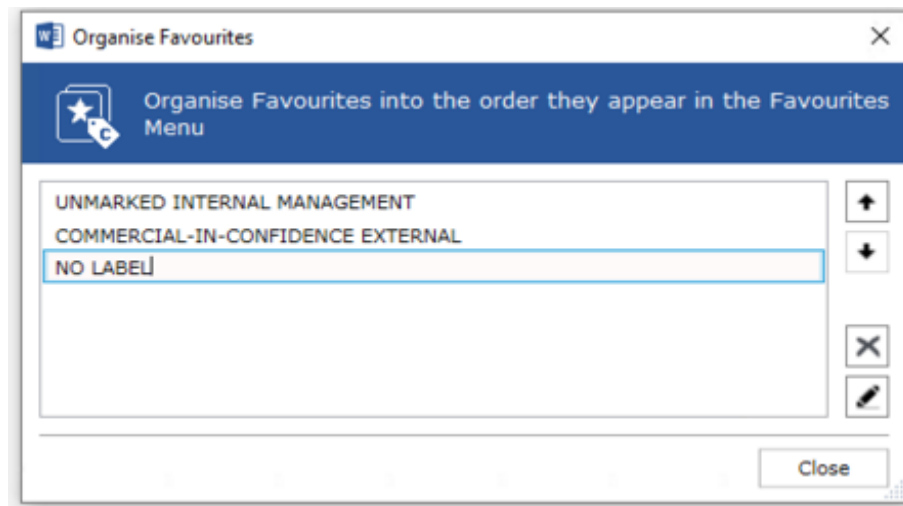 Organise Favourites
Organise Favourites into the order they appear in the Favourites
Menu
UNMARKED INTERNAL MANAGEMENT
COMMERCIAL-IN-CONFIDENCE EXTERNAL
NO LABEL
Close